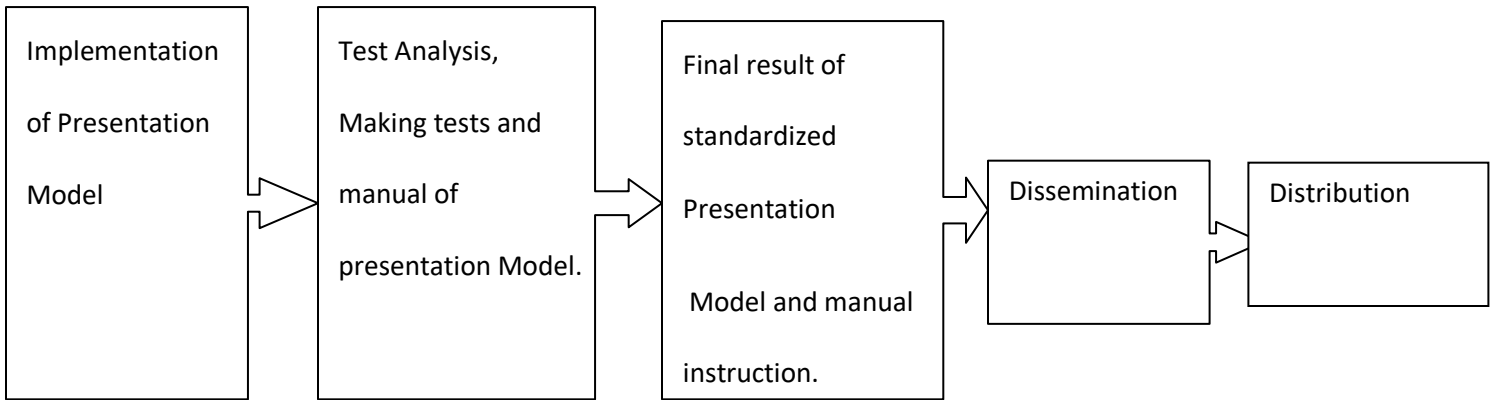 Implementation
of Presentation
Model
Test Analysis,
Making tests and
manual of
presentation Model.
Final result of
standardized
Presentation
Model and manual
instruction.
Dissemination
Distribution